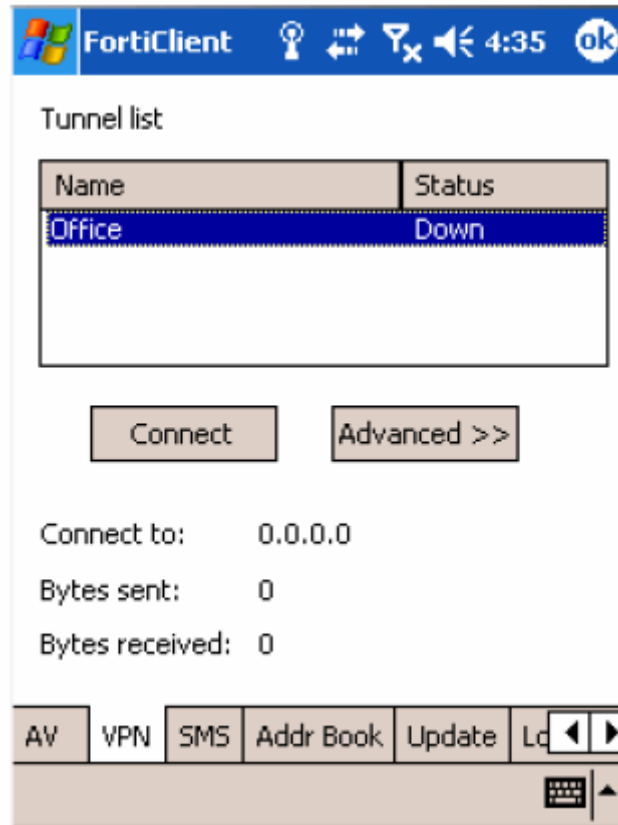 FortiClient 4:35 ok
Tunnel list
Name Status
Office Down
Connect Advanced >>
Connect to: 0.0.0.0
Bytes sent: 0
Bytes received: 0
AV VPN SMS Addr Book Update